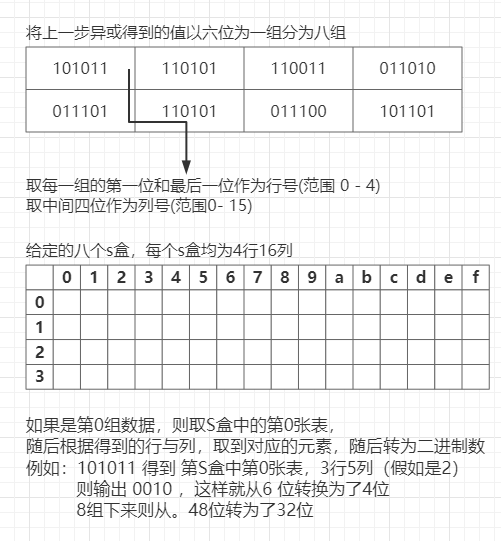 将上一步异或得到的值以六位为一组分为八组
101011 110101 110011 011010
011101 110101 011100 101101
取每一组的第一位和最后一位作为行号(范围 0 - 4)
取中间四位作为列号(范围0- 15)
给定的八个s盒，每个s盒均为4行16列
0 1 2 3 4 5 6 7 8 9 a b c d e f
0
1
2
3
如果是第0组数据，则取S盒中的第0张表，
随后根据得到的行与列，取到对应的元素，随后转为二进制数
例如：101011 得到 第S盒中第0张表，3行5列（假如是2）
则输出 0010 ，这样就从6 位转换为了4位
8组下来则从。48位转为了32位